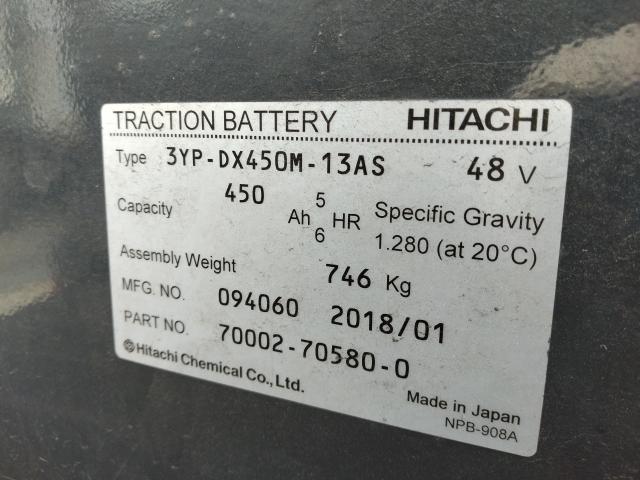 TRACTION BATTERY HITACHI
Type 3YP-DX450M-13AS 48 V
Capacity 450 Ah 5 HR Specific Gravity
6 1.280 (at 20°C)
Assembly Weight 746 Kg
MFG. NO. 094060 2018/01
PART NO. 70002-70580-0
Hitachi Chemical Co., Ltd. Made in Japan
NPB-908A